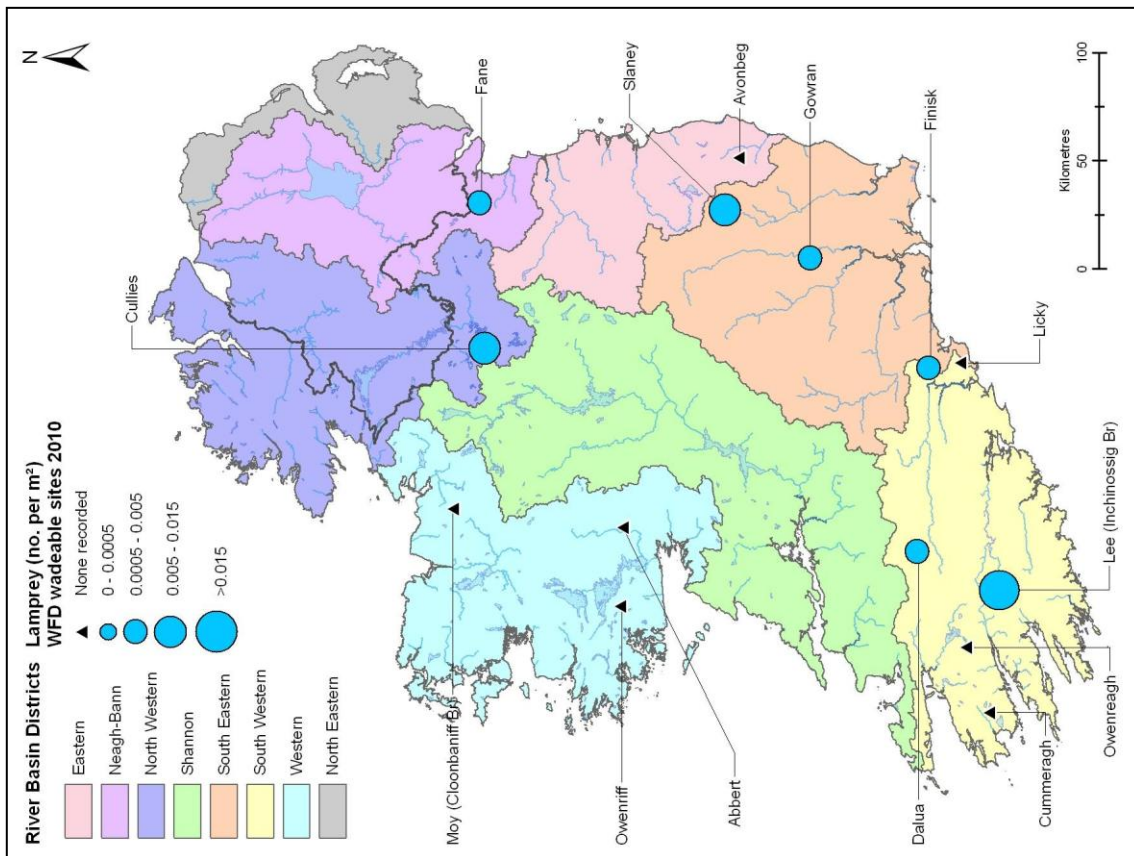 River Basin Districts
Eastern
Neagh-Bann
North Western
Shannon
South Eastern
South Western
Western
North Eastern
Lamprey (no. per m²)
WFD wadeable sites 2010
None recorded
0 - 0.0005
0.0005 - 0.005
0.005 - 0.015
>0.015
N
Cullies
Fane
Slaney
Avonbeg
Gowran
Finisk
Licky
Moy (Cloonbaniff Br)
Owenriff
Abbert
Dalua
Cummeragh
Owenreagh
Lee (Inchinossig Br)
0 50 100
Kilometres